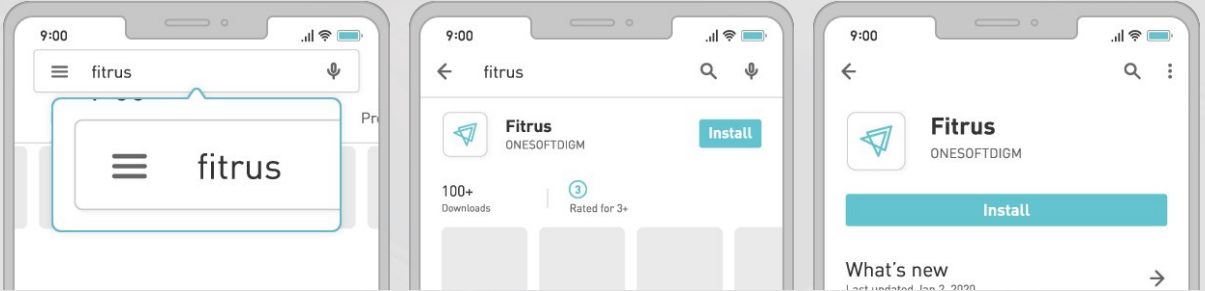 9:00
fitrus
fitrus
9:00
fitrus
Fitrus
ONESOFTDIGM
Install
100+
Downloads
3
Rated for 3+
9:00
Fitrus
ONESOFTDIGM
Install
What's new
Last updated Jan 2, 2020